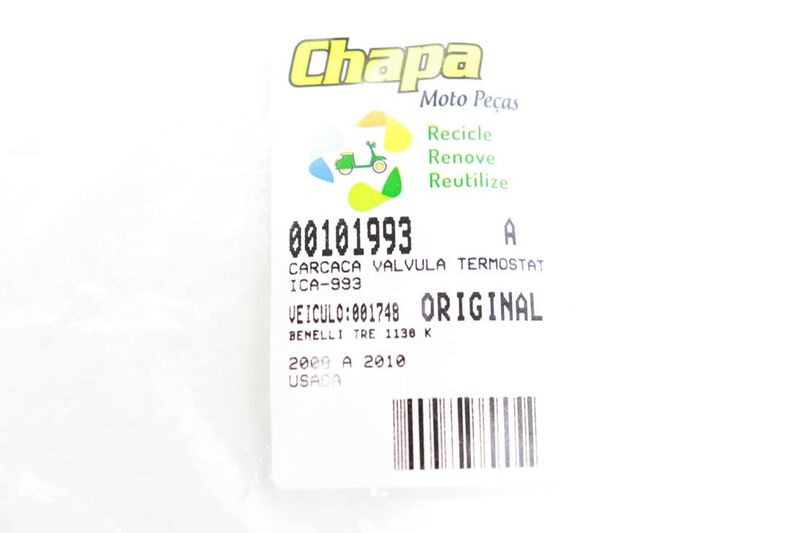 Chapa
Moto Peças
Recicle
Renove
Reutilize
00101993 A
CARCACA VALVULA TERMOSTAT
ICA-993
VEICULO:001748 ORIGINAL
BENELLI TRE 1130 K
A 2010
USADA